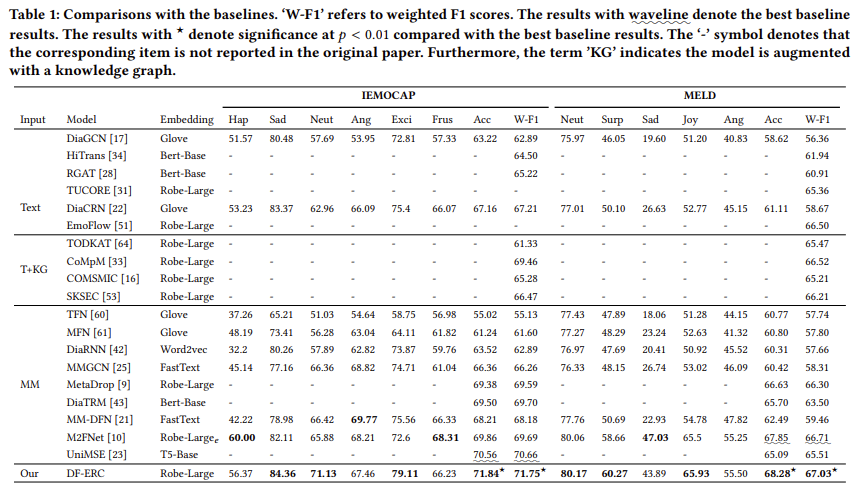 Table 1: Comparisons with the baselines. ‘W-F1’ refers to weighted F1 scores. The results with waveline denote the best baseline
results. The results with ★ denote significance at p < 0.01 compared with the best baseline results. The ‘-’ symbol denotes that
the corresponding item is not reported in the original paper. Furthermore, the term ’KG’ indicates the model is augmented
with a knowledge graph.
IEMOCAP MELD
Input Model Embedding Hap Sad Neut Ang Exci Frus Acc W-F1 Neut Surp Sad Joy Ang Acc W-F1
DiaGCN [17] Glove 51.57 80.48 57.69 53.95 72.81 57.33 63.22 62.89 75.97 46.05 19.60 51.20 40.83 58.62 56.36
HiTrans [34] Bert-Base - - - - - - - 64.50 - - - - - - 61.94
RGAT [28] Bert-Base - - - - - - - 65.22 - - - - - - 60.91
TUCORE [31] Robe-Large - - - - - - - - - - - - - 65.36
Text DiaCRN [22] Glove 53.23 83.37 62.96 66.09 75.4 66.07 67.16 67.21 77.01 50.10 26.63 52.77 45.15 61.11 58.67
EmoFlow [51] Robe-Large - - - - - - - - - - - - - 66.50
TODKAT [64] Robe-Large - - - - - - - 61.33 - - - - - - 65.47
T+KG CoMpM [33] Robe-Large - - - - - - - 69.46 - - - - - - 66.52
COMSMIC [16] Robe-Large - - - - - - - 65.28 - - - - - - 65.21
SKSEC [53] Robe-Large - - - - - - - 66.47 - - - - - - 66.21
TFN [60] Glove 37.26 65.21 51.03 54.64 58.75 56.98 55.02 55.13 77.43 47.89 18.06 51.28 44.15 60.77 57.74
MFN [61] Glove 48.19 73.41 56.28 63.04 64.11 61.82 61.24 61.60 77.27 48.29 23.24 52.63 41.32 60.80 57.80
DiaRNN [42] Word2vec 32.2 80.26 57.89 62.82 73.87 59.76 63.52 62.89 76.97 47.69 20.41 50.92 45.52 60.31 57.66
MMGCN [25] FastText 45.14 77.16 66.36 68.82 74.71 61.04 66.36 66.26 76.33 48.15 26.74 53.02 46.09 60.42 58.31
MM MetaDrop [9] Robe-Large - - - - - - 69.38 69.59 - - - - - 66.63 66.30
DiaTRM [43] Bert-Base - - - - - - 69.50 69.70 - - - - - 65.70 63.50
MM-DFN [21] FastText 42.22 78.98 66.42 69.77 75.56 66.33 68.21 68.18 77.76 50.69 22.93 54.78 47.82 62.49 59.46
M2FNet [10] Robe-Largee 60.00 82.11 65.88 68.21 72.6 68.31 69.86 69.69 80.06 58.66 47.03 65.5 55.25 67.85 66.71
UniMSE [23] T5-Base 70.56 70.66 - - - - - 65.09 65.51
Our DF-ERC Robe-Large 56.37 84.36 71.13 67.46 79.11 66.23 71.84★ 71.75★ 80.17 60.27 43.89 65.93 55.50 68.28★ 67.03★